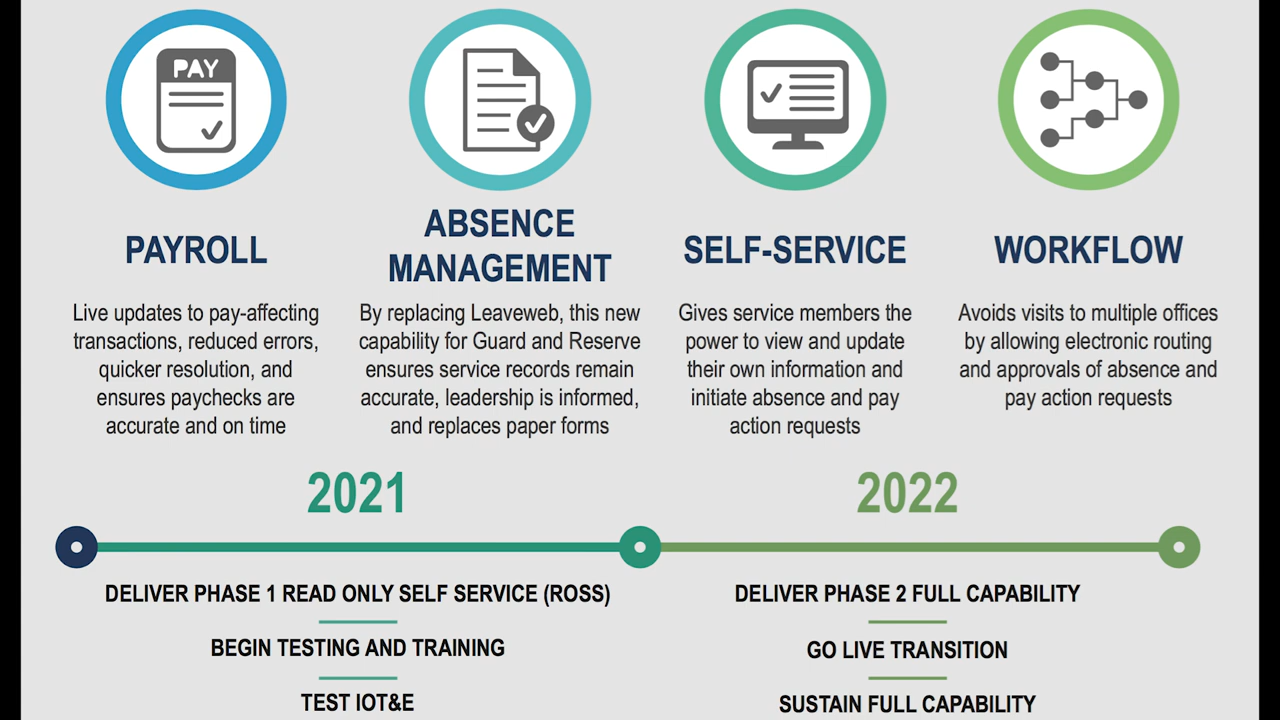 PAY
PAYROLL
Live updates to pay-affecting
transactions, reduced errors,
quicker resolution, and
ensures paychecks are
accurate and on time
ABSENCE
MANAGEMENT
By replacing Leaveweb, this new
capability for Guard and Reserve
ensures service records remain
accurate, leadership is informed,
and replaces paper forms
SELF-SERVICE
Gives service members the
power to view and update
their own information and
initiate absence and pay
action requests
WORKFLOW
Avoids visits to multiple offices
by allowing electronic routing
and approvals of absence and
pay action requests
2021
DELIVER PHASE 1 READ ONLY SELF SERVICE (ROSS)
BEGIN TESTING AND TRAINING
TEST IOT&E
2022
DELIVER PHASE 2 FULL CAPABILITY
GO LIVE TRANSITION
SUSTAIN FULL CAPABILITY